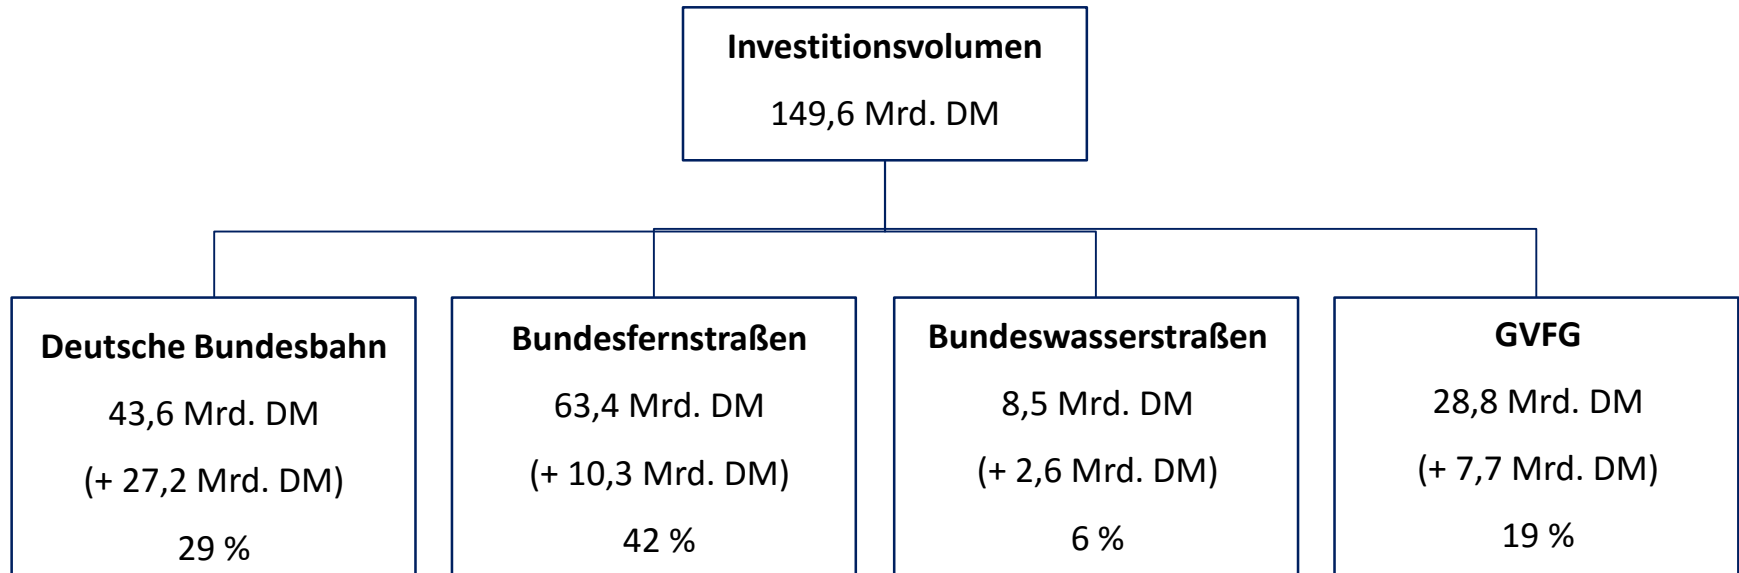 Investitionsvolumen
149,6 Mrd. DM
Deutsche Bundesbahn
43,6 Mrd. DM
(+ 27,2 Mrd. DM)
29 %
Bundesfernstraßen
63,4 Mrd. DM
(+ 10,3 Mrd. DM)
42 %
Bundeswasserstraßen
8,5 Mrd. DM
(+ 2,6 Mrd. DM)
6 %
GVFG
28,8 Mrd. DM
(+ 7,7 Mrd. DM)
19 %